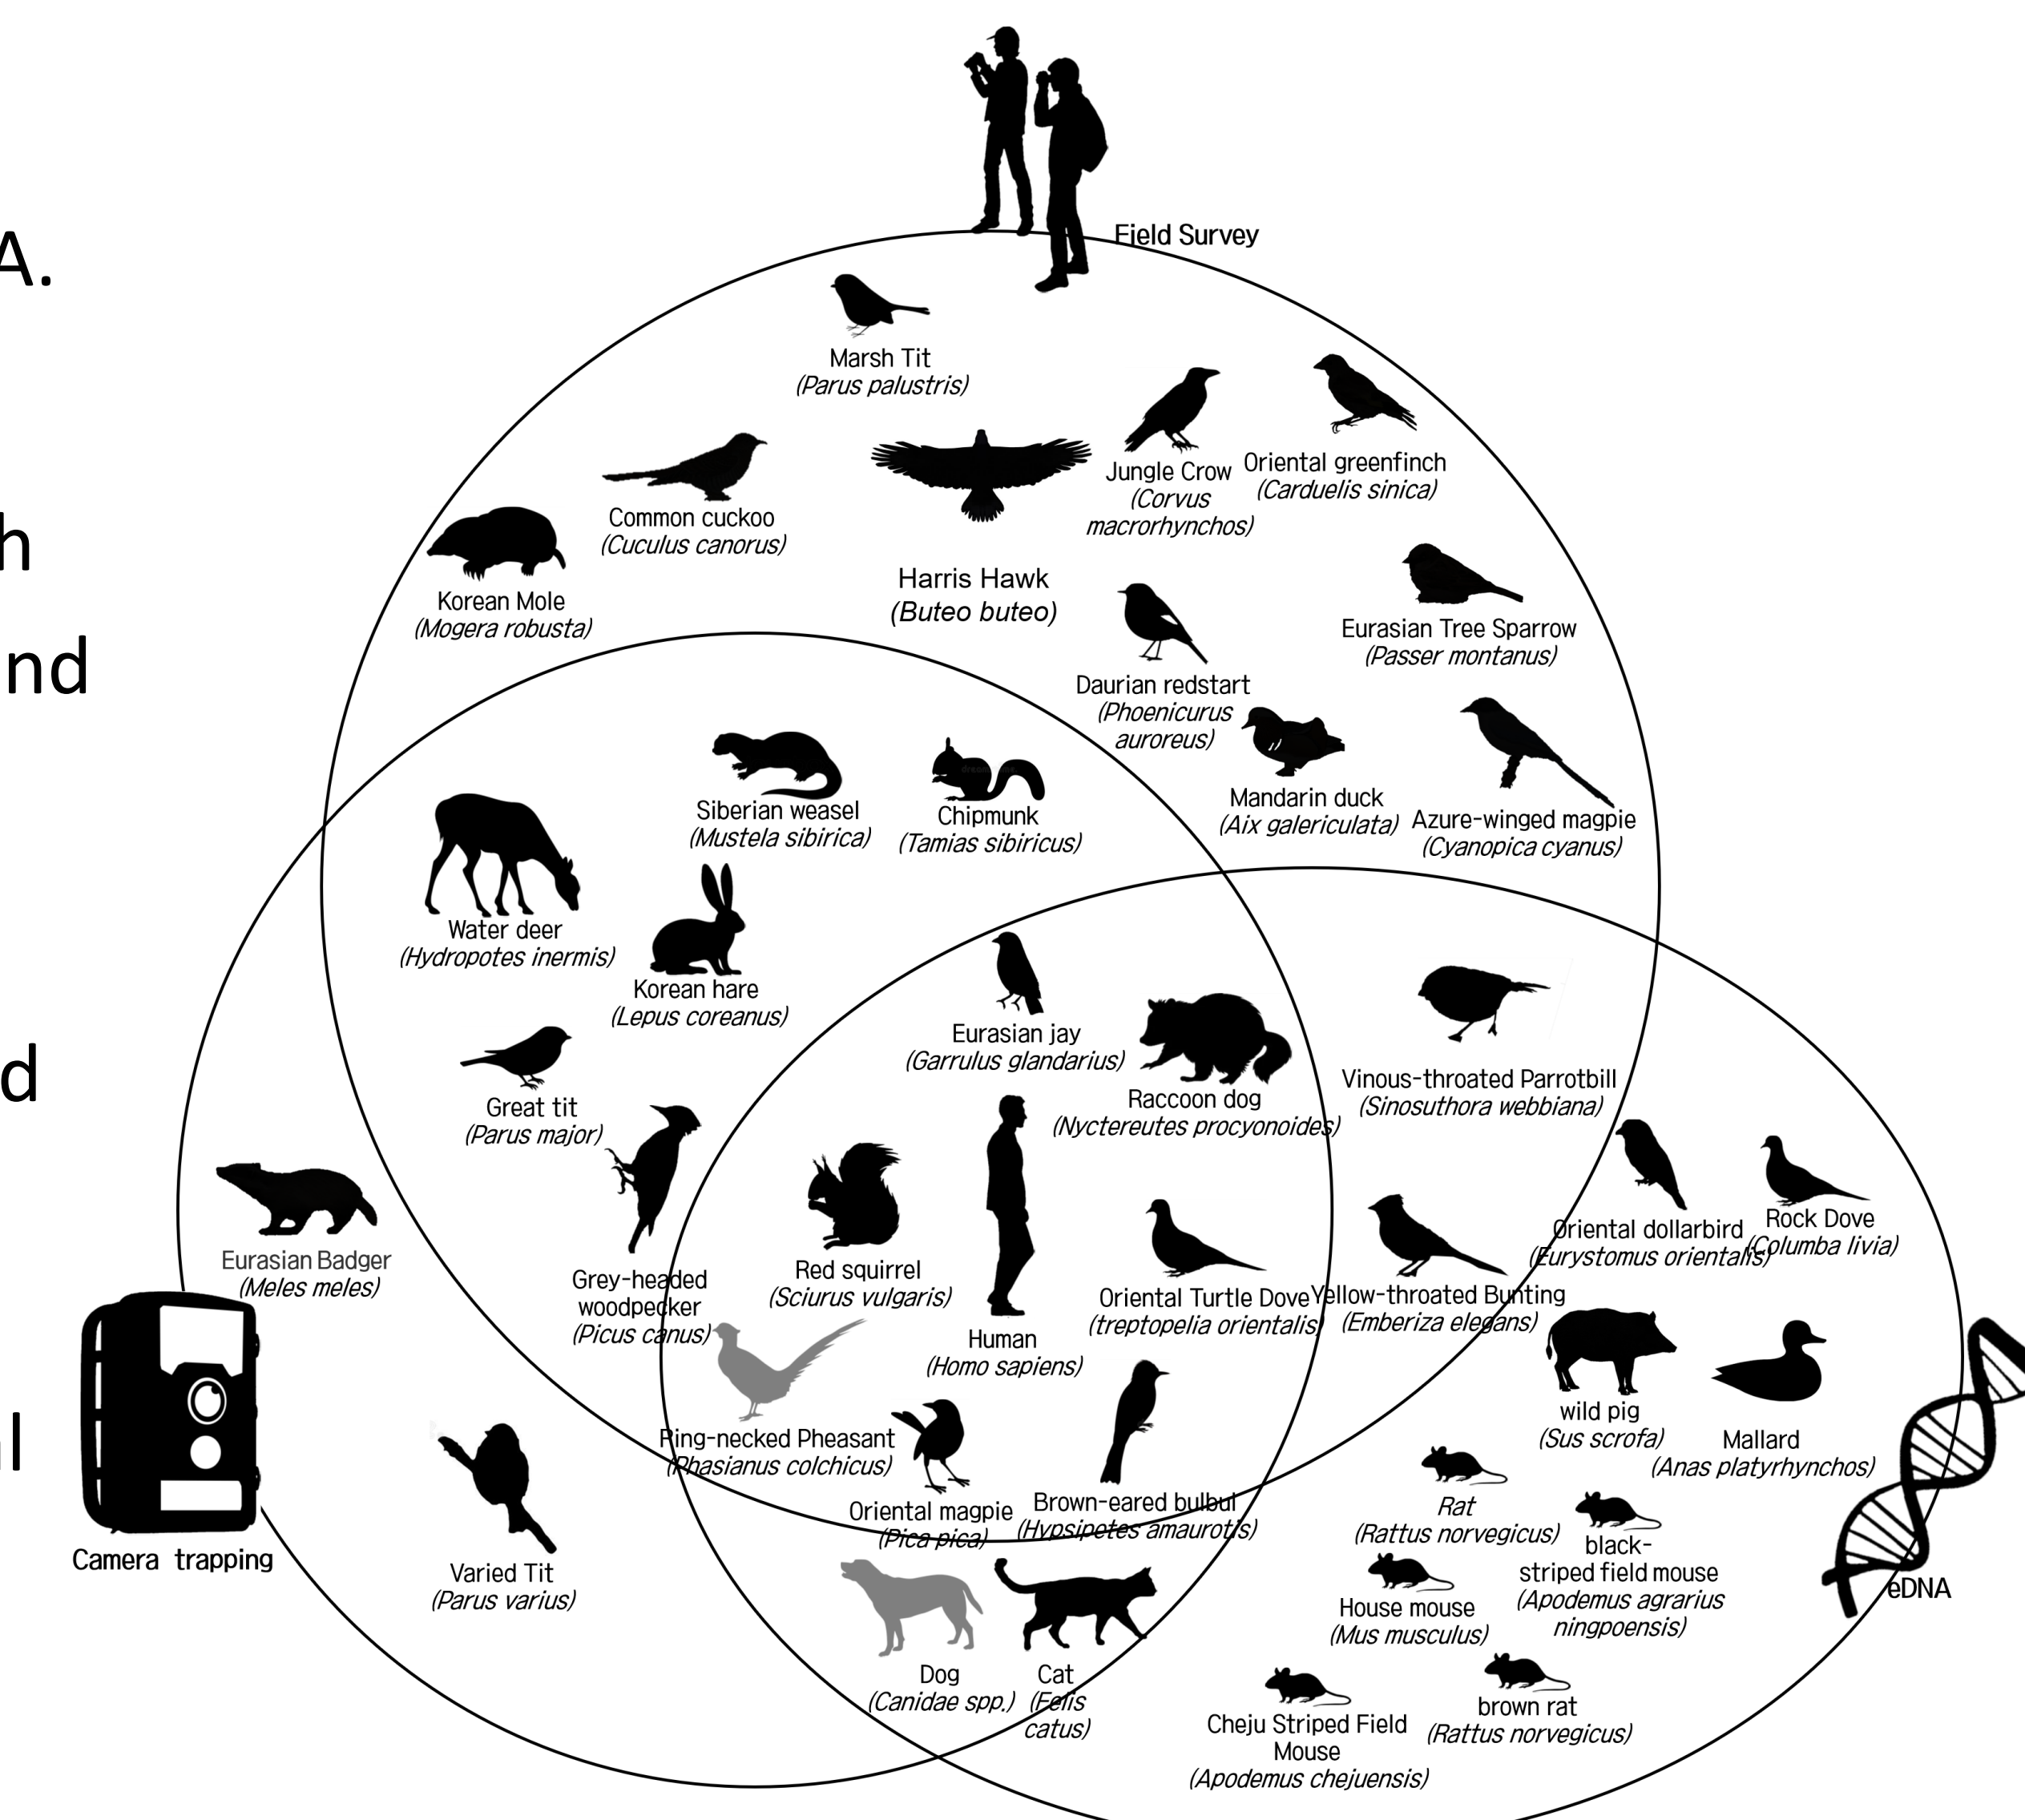 A.
h
nd
d
l
Field Survey
Marsh Tit
(Parus palustris)
Jungle Crow
(Corvus
macrorhynchos)
Oriental greenfinch
(Carduelis sinica)
Common cuckoo
(Cuculus canorus)
Harris Hawk
(Buteo buteo)
Korean Mole
(Mogera robusta)
Eurasian Tree Sparrow
(Passer montanus)
Daurian redstart
(Phoenicurus
auroreus)
Mandarin duck
(Aix galericulata)
Azure-winged magpie
(Cyanopica cyanus)
Siberian weasel
(Mustela sibirica)
Chipmunk
(Tamias sibiricus)
Water deer
(Hydropotes inermis)
Korean hare
(Lepus coreanus)
Eurasian jay
(Garrulus glandarius)
Raccoon dog
(Nyctereutes procyonoides)
Vinous-throated Parrotbill
(Sinosuthora webbiana)
Great tit
(Parus major)
Eurasian Badger
(Meles meles)
Grey-headed
woodpecker
(Picus canus)
Red squirrel
(Sciurus vulgaris)
Human
(Homo sapiens)
Oriental Turtle Dove
(treptopelia orientalis)
Yellow-throated Bunting
(Emberiza elegans)
Oriental dollarbird
(Eurystomus orientalis)
Rock Dove
(Columba livia)
wild pig
(Sus scrofa)
Mallard
(Anas platyrhynchos)
Ring-necked Pheasant
(Phasianus colchicus)
Oriental magpie
(Pica pica)
Brown-eared bulbul
(Hypsipetes amaurotis)
Rat
(Rattus norvegicus)
black-
striped field mouse
(Apodemus agrarius
ningpoensis)
House mouse
(Mus musculus)
Camera trapping
Varied Tit
(Parus varius)
eDNA
Dog
(Canidae spp.)
Cat
(Felis
catus)
Cheju Striped Field
Mouse
(Apodemus chejuensis)
brown rat
(Rattus norvegicus)